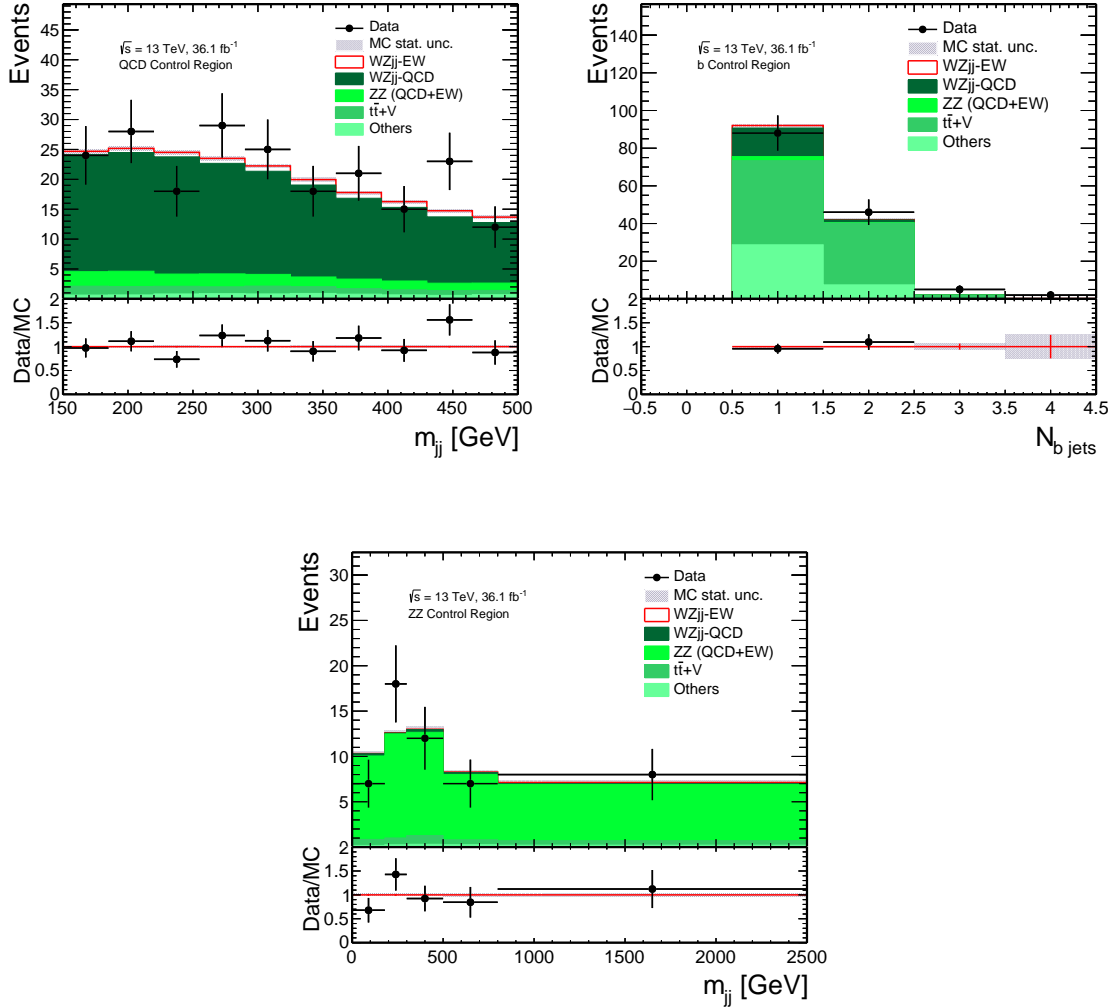 Events
45
40
35
30
25
20
15
10
5
√s = 13 TeV, 36.1 fb⁻¹
QCD Control Region
Data
MC stat. unc.
WZjj-EW
WZjj-QCD
ZZ (QCD+EW)
tt̄+V
Others
Data/MC
2
1.5
1
0.5
0
150 200 250 300 350 400 450 500
m_jj [GeV]
Events
140
120
100
80
60
40
20
√s = 13 TeV, 36.1 fb⁻¹
b Control Region
Data
MC stat. unc.
WZjj-EW
WZjj-QCD
ZZ (QCD+EW)
tt̄+V
Others
Data/MC
2
1.5
1
0.5
0
−0.5 0 0.5 1 1.5 2 2.5 3 3.5 4 4.5
N_b jets
Events
30
25
20
15
10
5
√s = 13 TeV, 36.1 fb⁻¹
ZZ Control Region
Data
MC stat. unc.
WZjj-EW
WZjj-QCD
ZZ (QCD+EW)
tt̄+V
Others
Data/MC
2
1.5
1
0.5
0
0 500 1000 1500 2000 2500
m_jj [GeV]